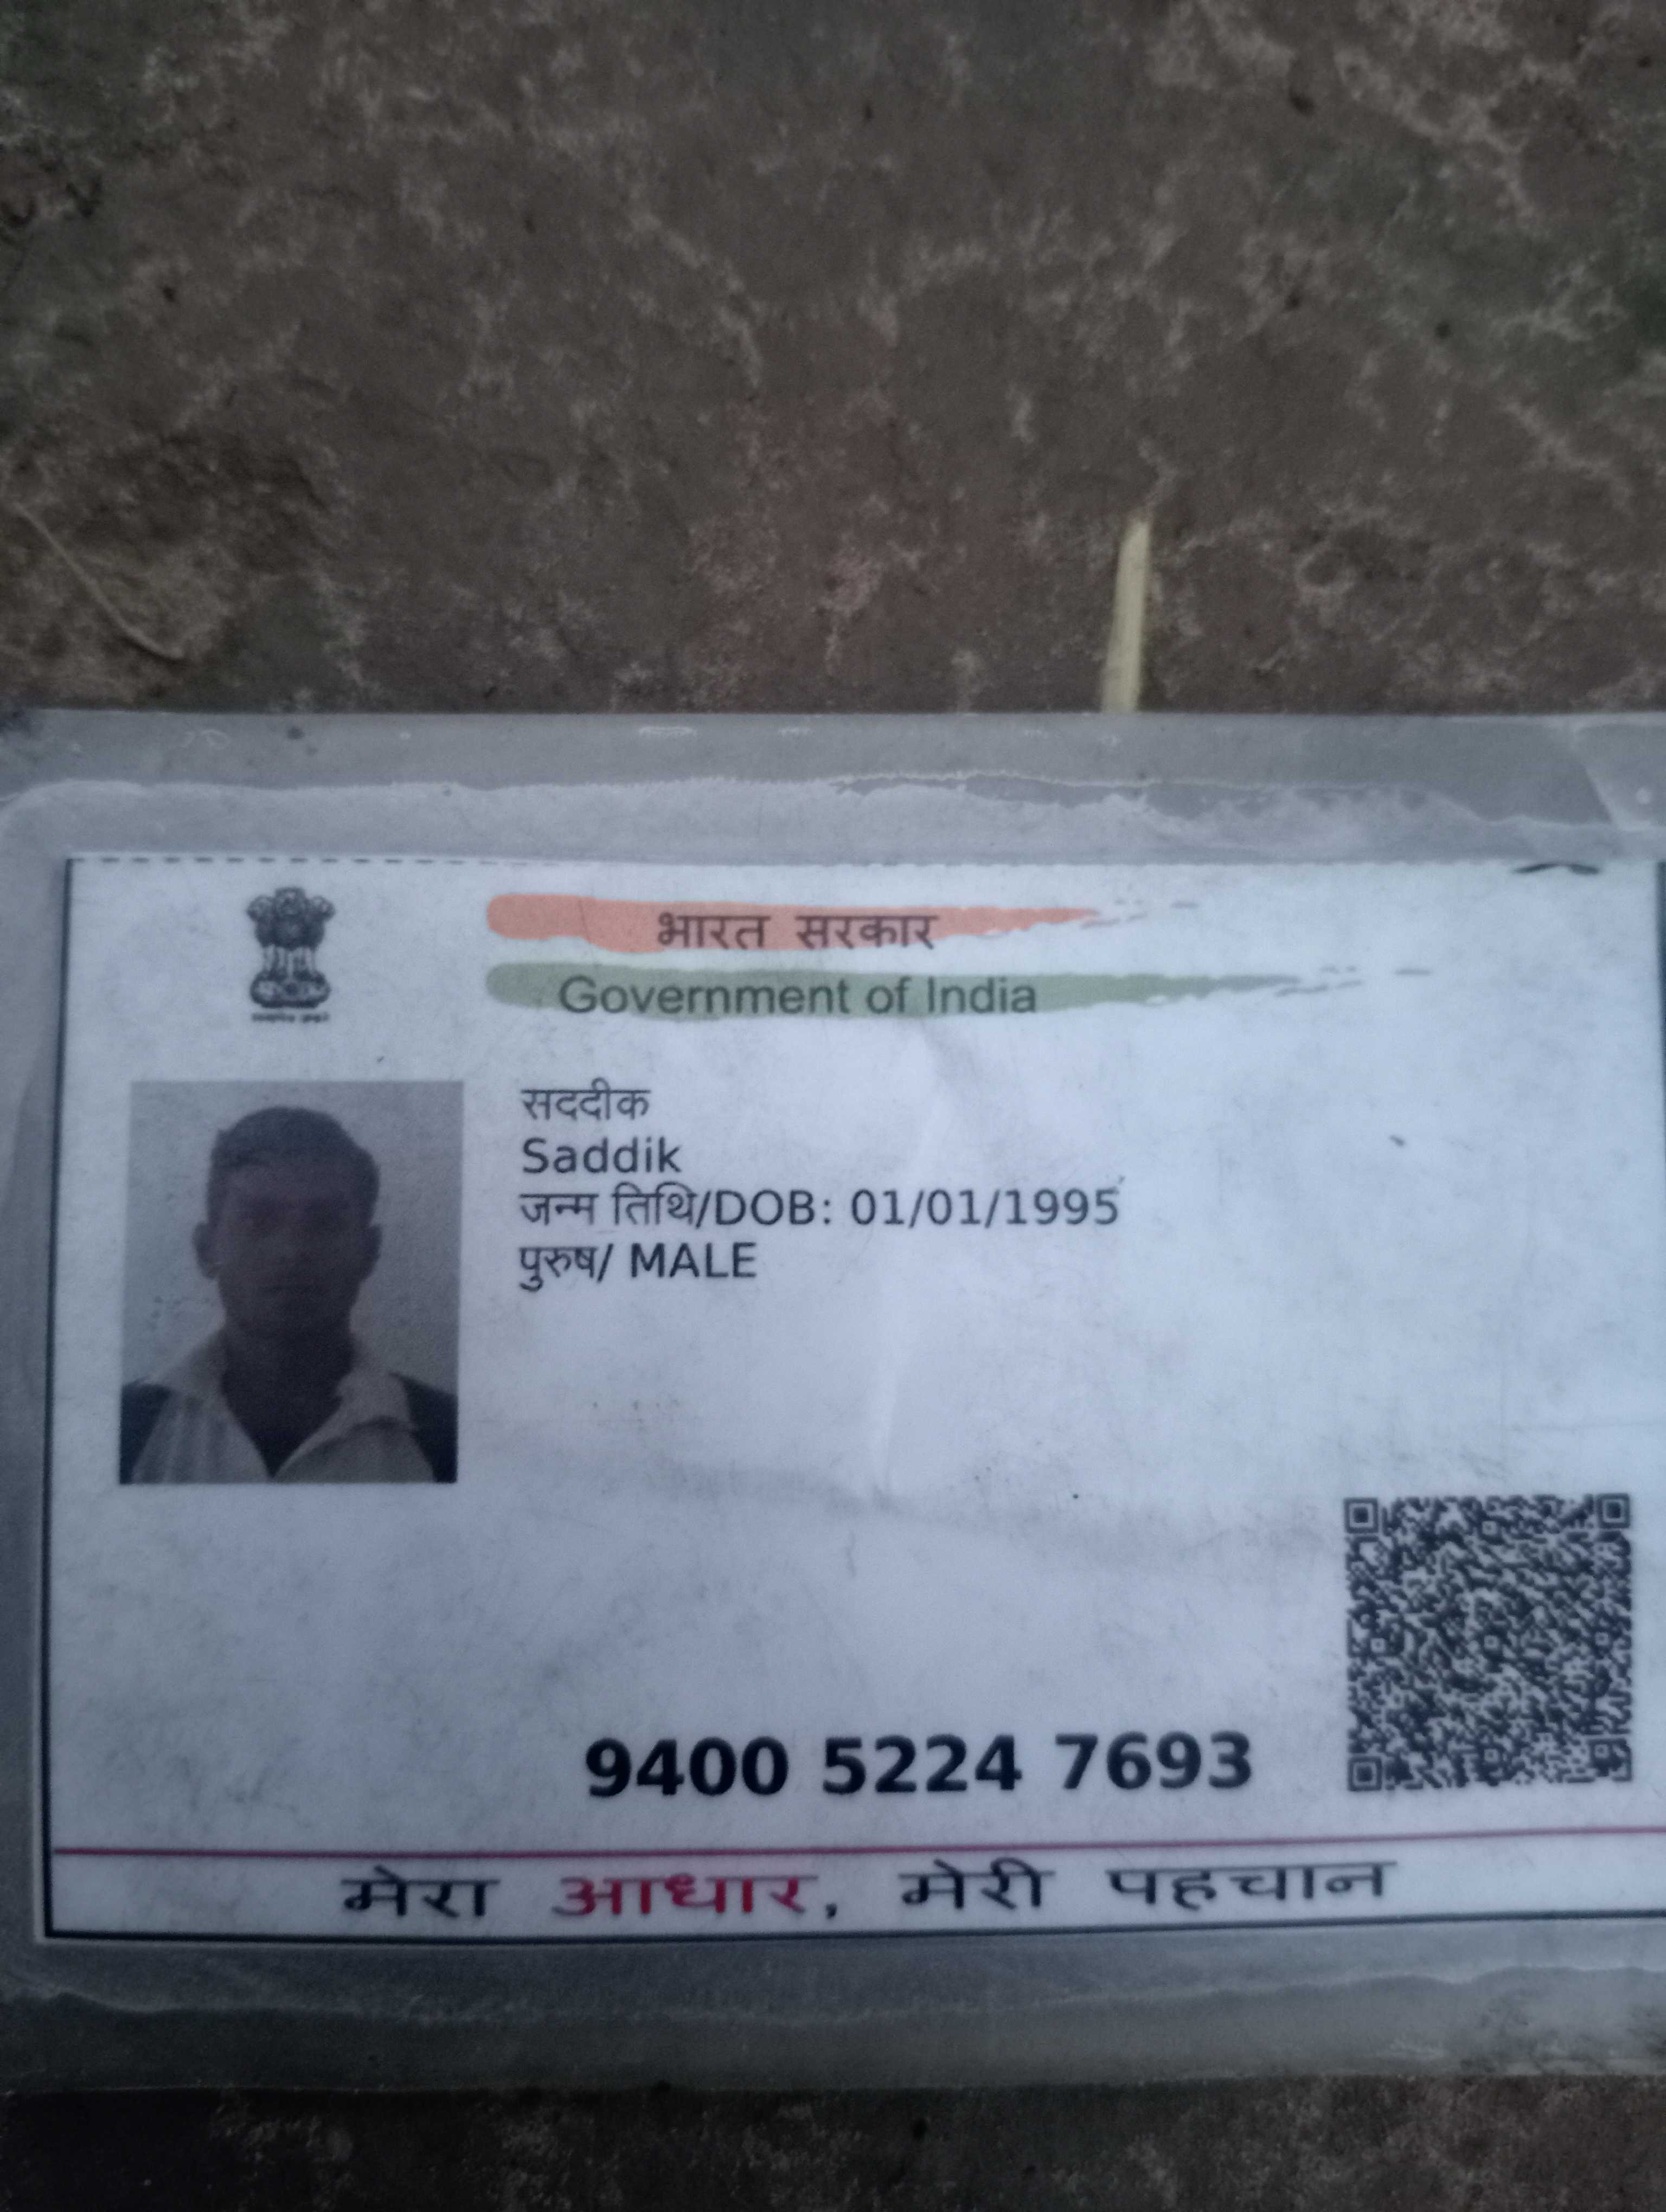 भारत सरकार
Government of India
सददीक
Saddik
जन्म तिथि/DOB: 01/01/1995
पुरुष/ MALE
9400 5224 7693
मेरा आधार, मेरी पहचान